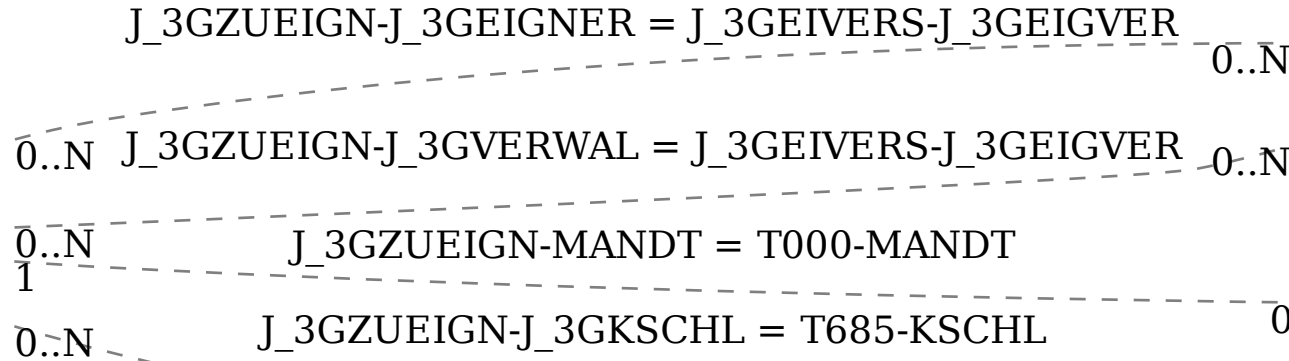 J_3GZUEIGN-J_3GEIGNER = J_3GEIVERS-J_3GEIGVER
0..N
0..N J_3GZUEIGN-J_3GVERWAL = J_3GEIVERS-J_3GEIGVER 0..N
0..N J_3GZUEIGN-MANDT = T000-MANDT
1
0..N J_3GZUEIGN-J_3GKSCHL = T685-KSCHL 0